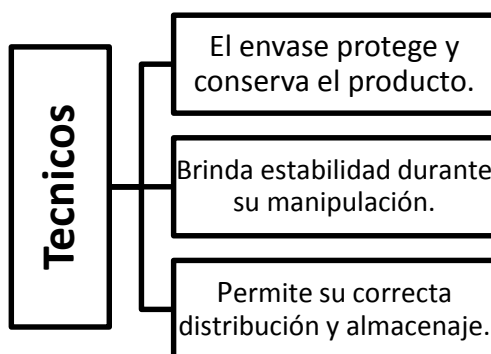 Tecnicos
El envase protege y
conserva el producto.
Brinda estabilidad durante
su manipulación.
Permite su correcta
distribución y almacenaje.